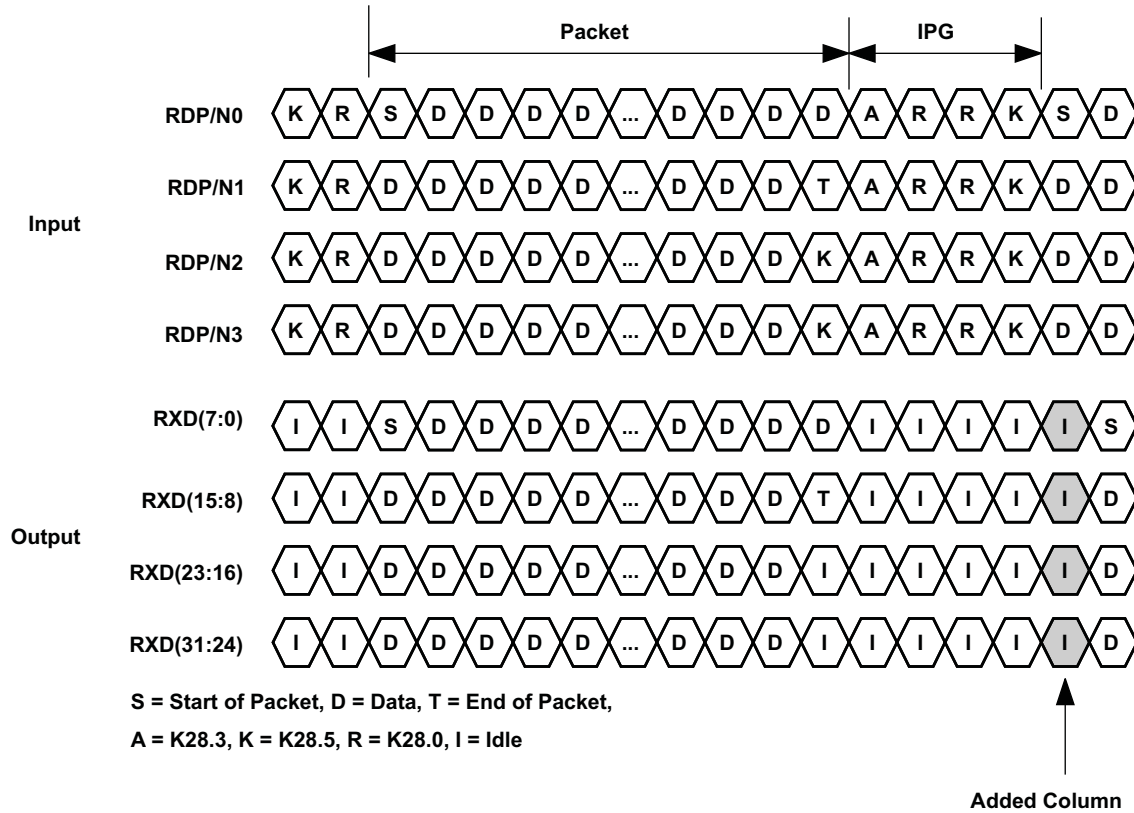 Packet IPG
Input
RDP/N0 K R S D D D D ... D D D D A R R K S D
RDP/N1 K R D D D D D ... D D D T A R R K D D
RDP/N2 K R D D D D D ... D D D K A R R K D D
RDP/N3 K R D D D D D ... D D D K A R R K D D
Output
RXD(7:0) I I S D D D D ... D D D D I I I I I S
RXD(15:8) I I D D D D D ... D D D T I I I I I D
RXD(23:16) I I D D D D D ... D D D I I I I I I D
RXD(31:24) I I D D D D D ... D D D I I I I I I D
S = Start of Packet, D = Data, T = End of Packet,
A = K28.3, K = K28.5, R = K28.0, I = Idle
Added Column